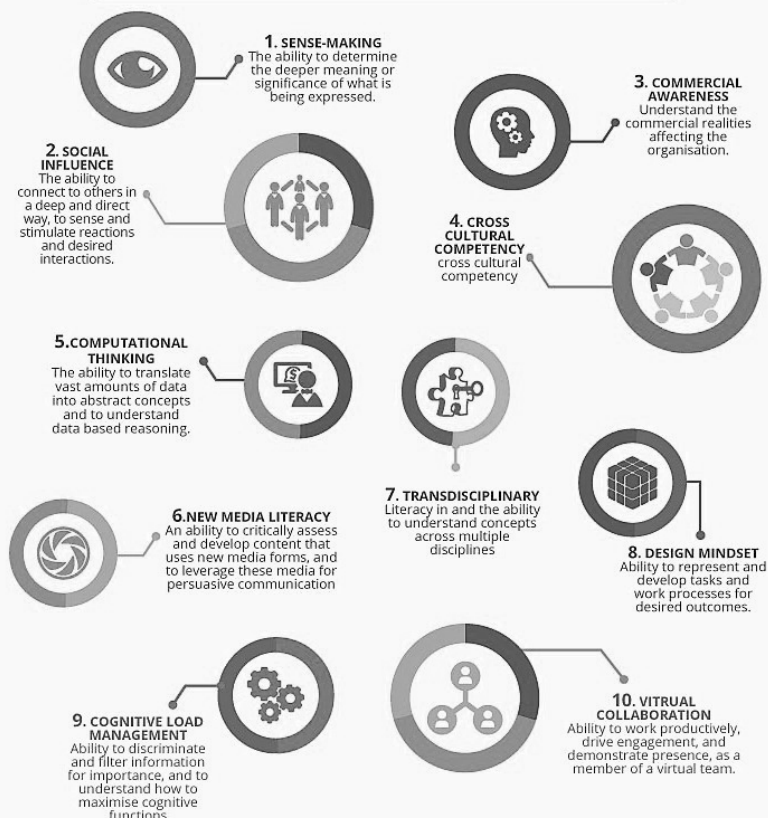 1. SENSE-MAKING
The ability to determine
the deeper meaning or
significance of what is
being expressed.
2. SOCIAL
INFLUENCE
The ability to
connect to others in
a deep and direct
way, to sense and
stimulate reactions
and desired
interactions.
3. COMMERCIAL
AWARENESS
Understand the
commercial realities
affecting the
organisation.
4. CROSS
CULTURAL
COMPETENCY
cross cultural
competency
5.COMPUTATIONAL
THINKING
The ability to translate
vast amounts of data
into abstract concepts
and to understand
data based reasoning.
6.NEW MEDIA LITERACY
An ability to critically assess
and develop content that
uses new media forms, and
to leverage these media for
persuasive communication
7. TRANSDISCIPLINARY
Literacy in and the ability
to understand concepts
across multiple
disciplines
8. DESIGN MINDSET
Ability to represent and
develop tasks and
work processes for
desired outcomes.
9. COGNITIVE LOAD
MANAGEMENT
Ability to discriminate
and filter information
for importance, and to
understand how to
maximise cognitive
functions
10. VITRUAL
COLLABORATION
Ability to work productively,
drive engagement, and
demonstrate presence, as a
member of a virtual team.